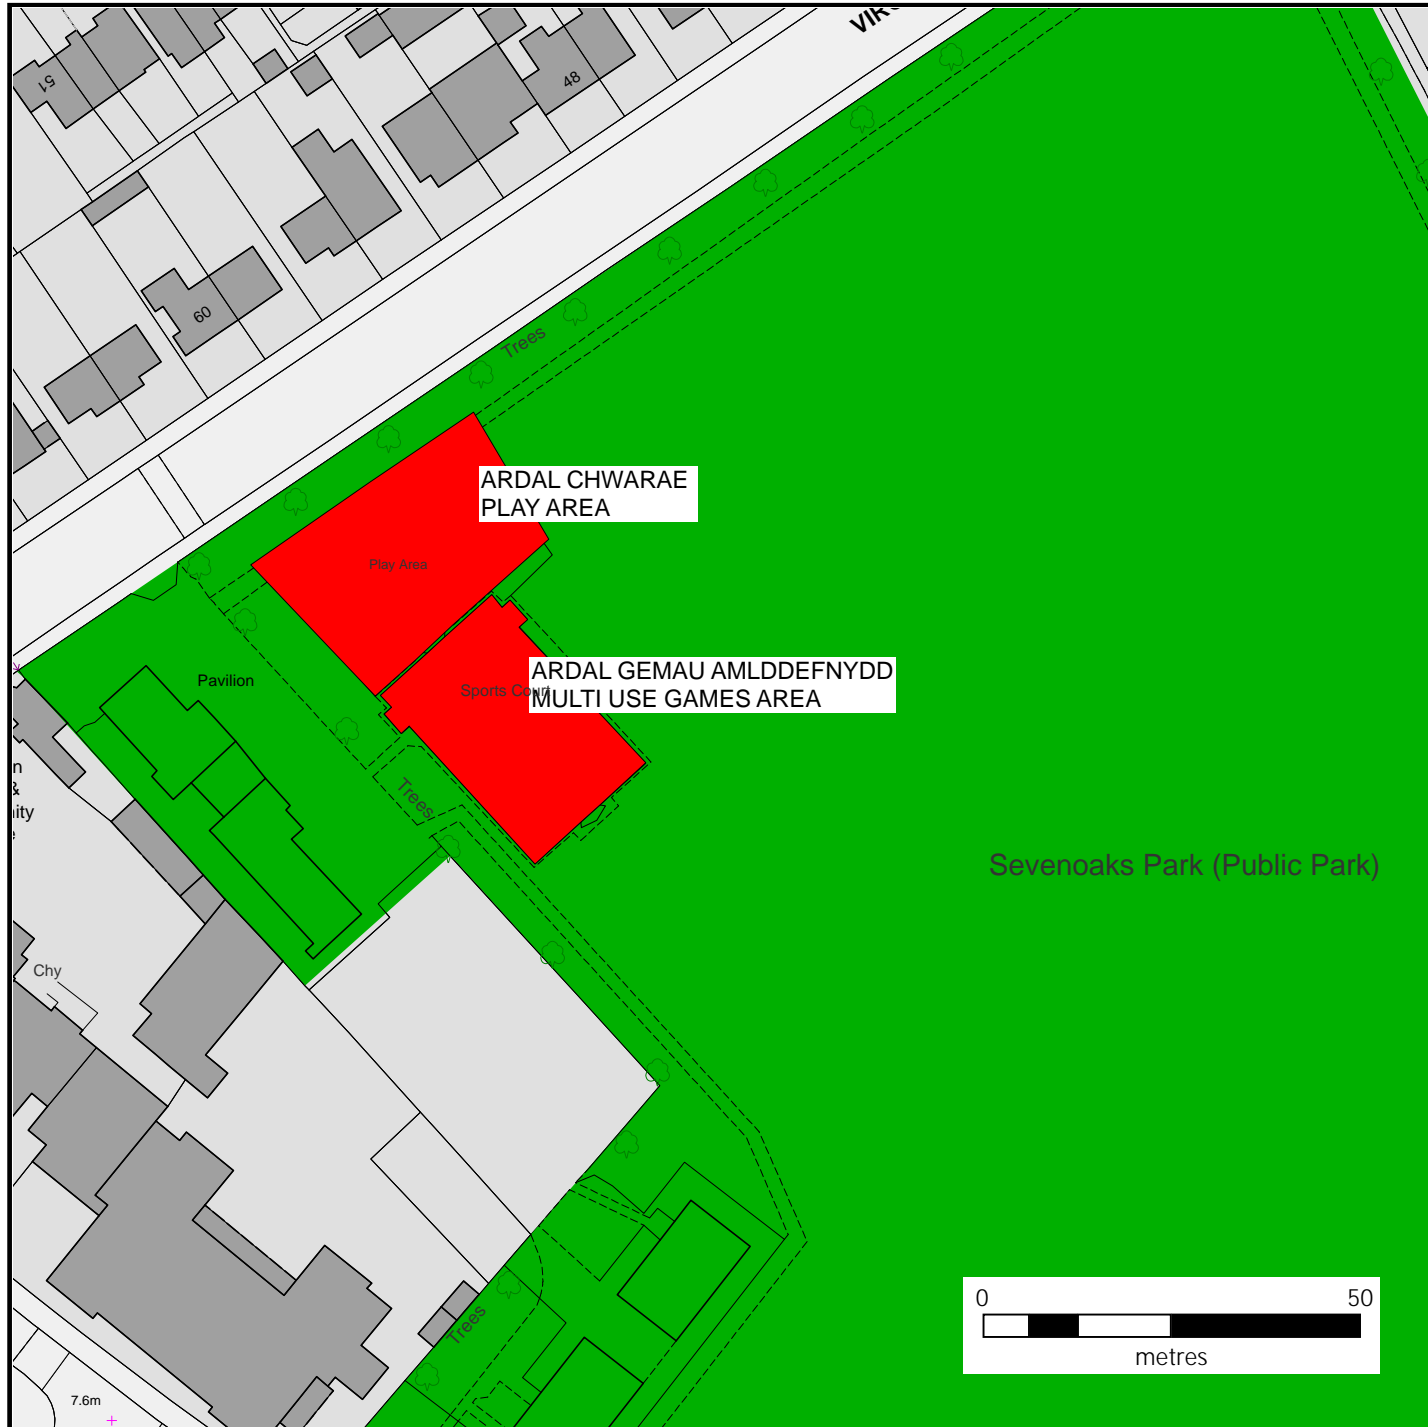 51
48
60
Trees
ARDAL CHWARAE
PLAY AREA
Play Area
Pavilion
ARDAL GEMAU AMLDDEFNYDD
MULTI USE GAMES AREA
Sports Court
Trees
n
&
ity
Sevenoaks Park (Public Park)
Chy
Trees
7.6m
0 50
metres